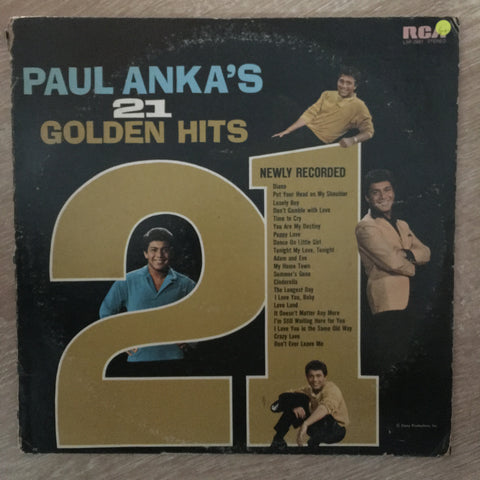 RCA
LSP-2691 STEREO
PAUL ANKA'S
21
GOLDEN HITS
21
NEWLY RECORDED
Diana
Put Your Head on My Shoulder
Lonely Boy
Don't Gamble with Love
Time to Cry
You Are My Destiny
Puppy Love
Dance On Little Girl
Tonight My Love, Tonight
Adam and Eve
My Home Town
Summer's Gone
Cinderella
The Longest Day
I Love You, Baby
Love Land
It Doesn't Matter Any More
I'm Still Waiting Here for You
I Love You in the Same Old Way
Crazy Love
Don't Ever Leave Me